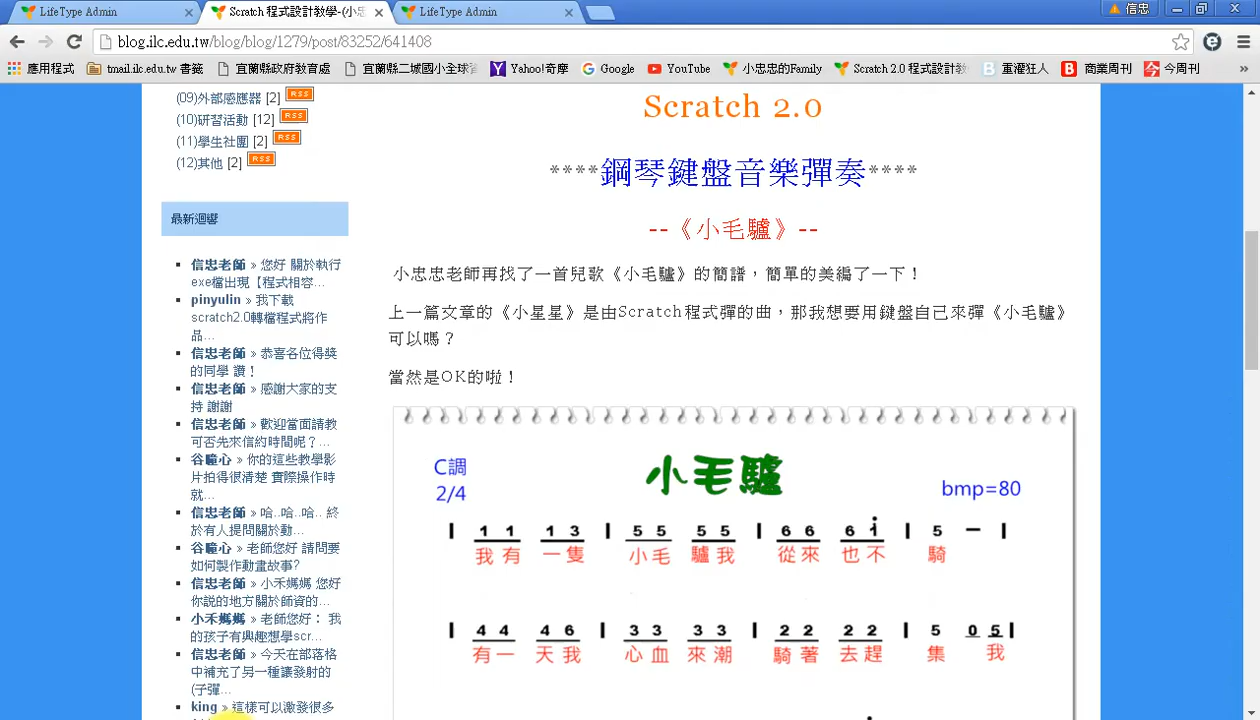 LifeType Admin
Scratch 程式設計教學-(小忠
LifeType Admin
信忠
blog.ilc.edu.tw/blog/blog/1279/post/83252/641408
應用程式
tmail.ilc.edu.tw 書籤
宜蘭縣政府教育處
宜蘭縣二城國小全球資
Yahoo!奇摩
Google
YouTube
小忠忠的Family
Scratch 2.0 程式設計教
重灌狂人
商業周刊
今周刊
»
(09)外部感應器 [2] RSS
(10)研習活動 [12] RSS
(11)學生社團 [2] RSS
(12)其他 [2] RSS
最新迴響
信忠老師 » 您好 關於執行
exe檔出現【程式相容...
pinyulin » 我下載
scratch2.0轉檔程式將作
品...
信忠老師 » 恭喜各位得獎
的同學 讚！
信忠老師 » 感謝大家的支
持 謝謝
信忠老師 » 歡迎當面請教
可否先來信約時間呢？...
谷瞳心 » 你的這些教學影
片拍得很清楚 實際操作時
就...
信忠老師 » 哈..哈..哈.. 終
於有人提問關於動...
谷瞳心 » 老師您好 請問要
如何製作動畫故事?
信忠老師 » 小禾媽媽 您好
你說的地方關於師資的...
小禾媽媽 » 老師您好： 我
的孩子有興趣想學scr...
信忠老師 » 今天在部落格
中補充了另一種讓發射的
(子彈...
king » 這樣可以激發很多
Scratch 2.0
****鋼琴鍵盤音樂彈奏****
--《小毛驢》--
小忠忠老師再找了一首兒歌《小毛驢》的簡譜，簡單的美編了一下！
上一篇文章的《小星星》是由Scratch程式彈的曲，那我想要用鍵盤自己來彈《小毛驢》
可以嗎？
當然是OK的啦！
C調
2/4
小毛驢
bmp=80
| 1 1 1 3 | 5 5 5 5 | 6 6 6 i | 5 — |
我有 一隻 小毛 驢我 從來 也不 騎
| 4 4 4 6 | 3 3 3 3 | 2 2 2 2 | 5 0 5 |
有一 天我 心血 來潮 騎著 去趕 集 我